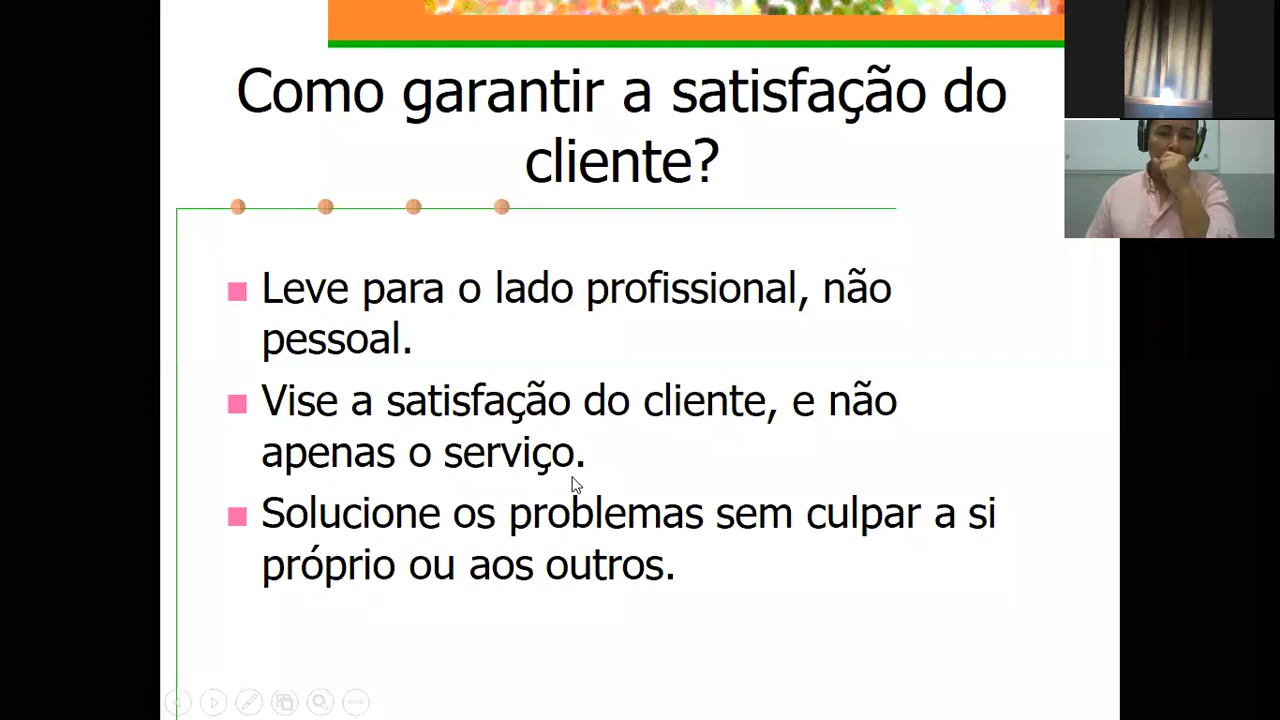 Como garantir a satisfação do
cliente?
Leve para o lado profissional, não
pessoal.
Vise a satisfação do cliente, e não
apenas o serviço.
Solucione os problemas sem culpar a si
próprio ou aos outros.